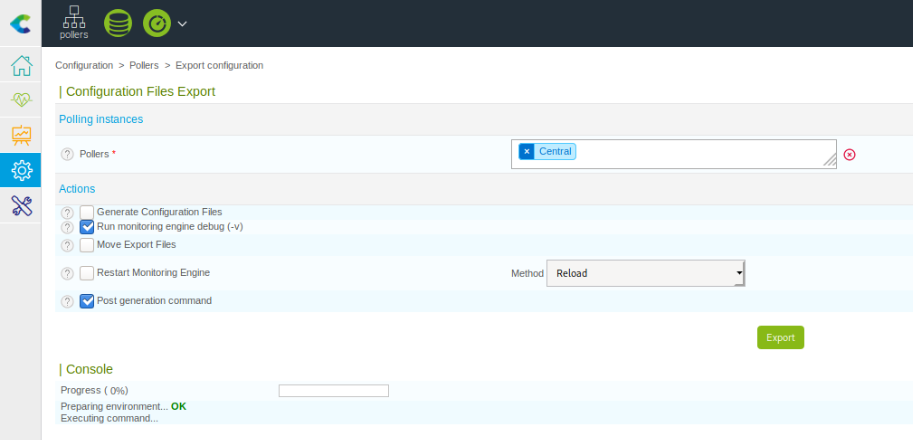 pollers
Configuration > Pollers > Export configuration
| Configuration Files Export
Polling instances
? Pollers *
× Central
Actions
? Generate Configuration Files
? Run monitoring engine debug (-v)
? Move Export Files
? Restart Monitoring Engine Method Reload
? Post generation command
Export
| Console
Progress ( 0%)
Preparing environment... OK
Executing command...